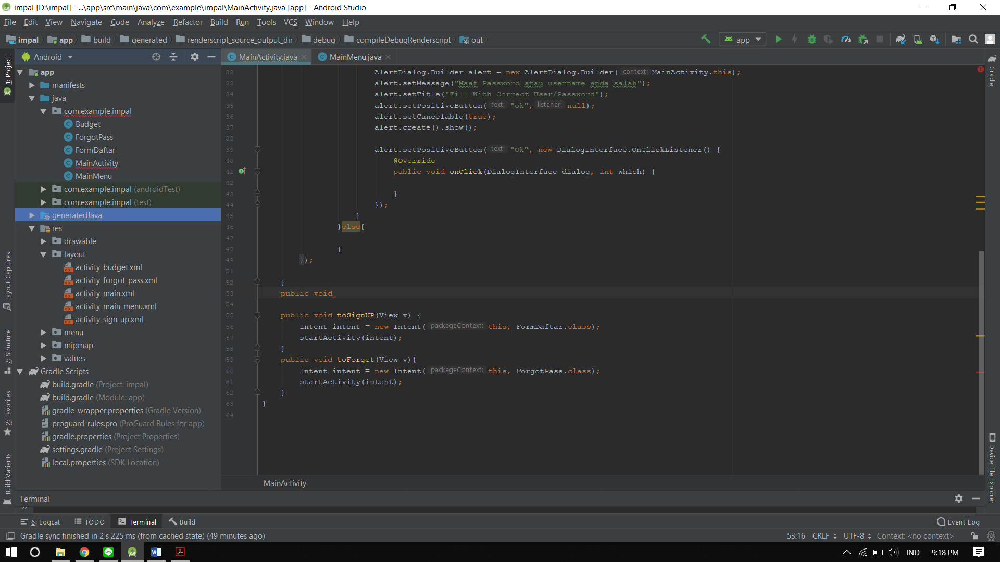 impal [D:\impal] - ...\app\src\main\java\com\example\impal\MainActivity.java [app] - Android Studio
File Edit View Navigate Code Analyze Refactor Build Run Tools VCS Window Help
impal app build generated renderscript_source_output_dir debug compileDebugRenderscript out app
Android
MainActivity.java MainMenu.java
1: Project
Layout Captures
7: Structure
2: Favorites
Build Variants
app
manifests
java
com.example.impal
Budget
ForgotPass
FormDaftar
MainActivity
MainMenu
com.example.impal (androidTest)
com.example.impal (test)
generatedJava
res
drawable
layout
activity_budget.xml
activity_forgot_pass.xml
activity_main.xml
activity_main_menu.xml
activity_sign_up.xml
menu
mipmap
values
Gradle Scripts
build.gradle (Project: impal)
build.gradle (Module: app)
gradle-wrapper.properties (Gradle Version)
proguard-rules.pro (ProGuard Rules for app)
gradle.properties (Project Properties)
settings.gradle (Project Settings)
local.properties (SDK Location)
32 AlertDialog.Builder alert = new AlertDialog.Builder( context: MainActivity.this);
33 alert.setMessage("Maaf Password atau username anda salah");
34 alert.setTitle("Fill With Correct User/Password");
35 alert.setPositiveButton( text: "ok", listener: null);
36 alert.setCancelable(true);
37 alert.create().show();
38
39 alert.setPositiveButton( text: "Ok", new DialogInterface.OnClickListener() {
40 @Override
41 public void onClick(DialogInterface dialog, int which) {
42
43 }
44 });
45 }
46 }else{
47
48 }
49 });
51
52 }
53 public void
54
55 public void toSignUP(View v) {
56 Intent intent = new Intent( packageContext: this, FormDaftar.class);
57 startActivity(intent);
58 }
59 public void toForget(View v){
60 Intent intent = new Intent( packageContext: this, ForgotPass.class);
61 startActivity(intent);
62 }
63 }
64
MainActivity
Gradle
Device File Explorer
Terminal
6: Logcat TODO Terminal Build Event Log
Gradle sync finished in 2 s 225 ms (from cached state) (49 minutes ago) 53:16 CRLF UTF-8 Context: <no context>
IND 9:18 PM